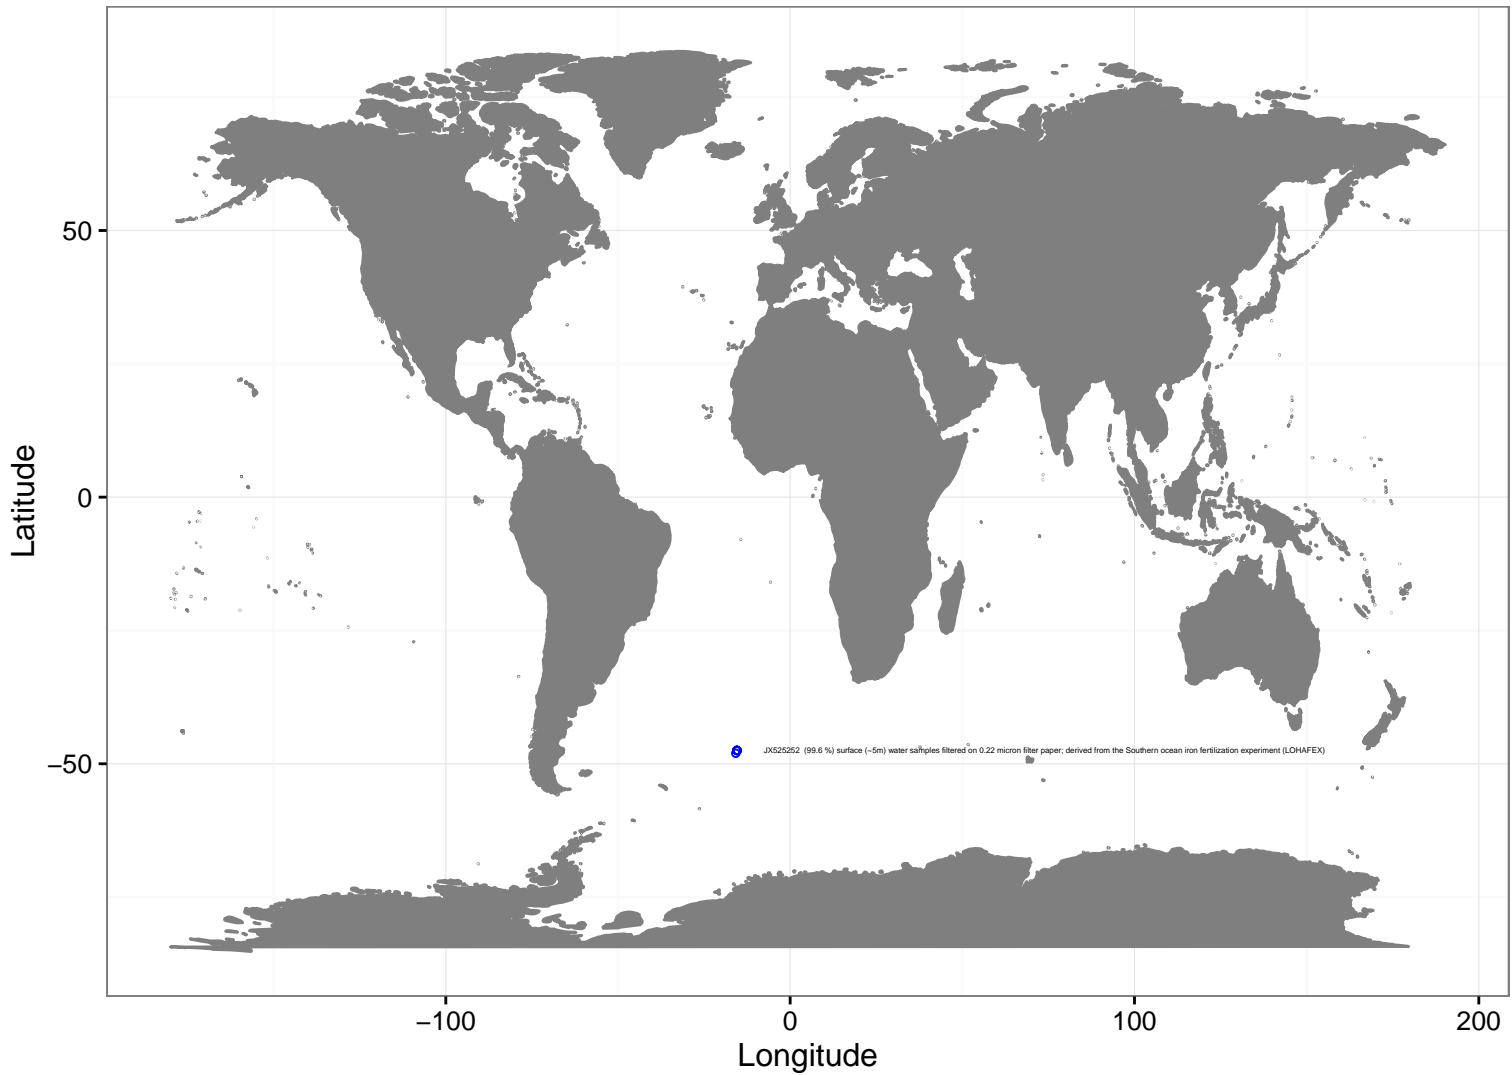 Latitude
50
0
−50
JX525252 (99.6 %) surface (~5m) water samples filtered on 0.22 micron filter paper; derived from the Southern ocean iron fertilization experiment (LOHAFEX)
−100
0
100
200
Longitude